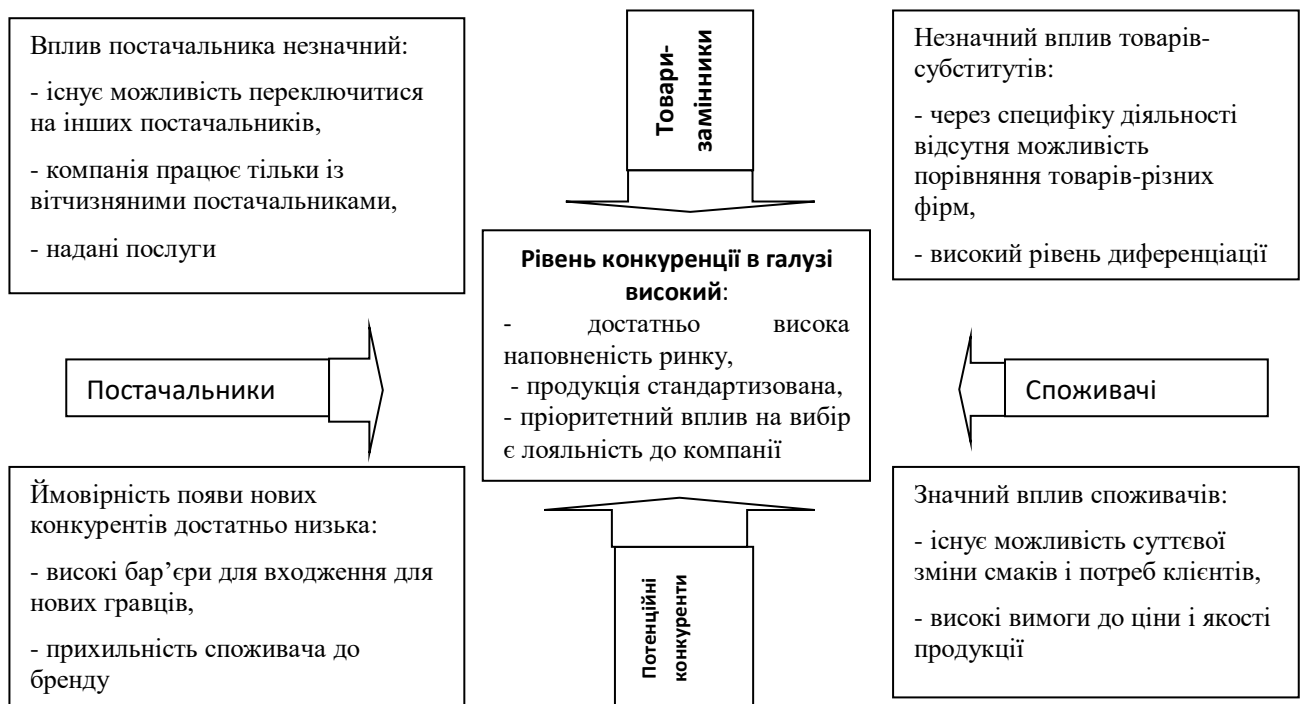 Вплив постачальника незначний:
- існує можливість переключитися
на інших постачальників,
- компанія працює тільки із
вітчизняними постачальниками,
- надані послуги
Товари-
замінники
Незначний вплив товарів-
субститутів:
- через специфіку діяльності
відсутня можливість
порівняння товарів-різних
фірм,
- високий рівень диференціації
Рівень конкуренції в галузі
високий:
- достатньо висока
наповненість ринку,
- продукція стандартизована,
- пріоритетний вплив на вибір
є лояльність до компанії
Постачальники
Споживачі
Ймовірність появи нових
конкурентів достатньо низька:
- високі бар’єри для входження для
нових гравців,
- прихильність споживача до
бренду
Потенційні
конкуренти
Значний вплив споживачів:
- існує можливість суттєвої
зміни смаків і потреб клієнтів,
- високі вимоги до ціни і якості
продукції